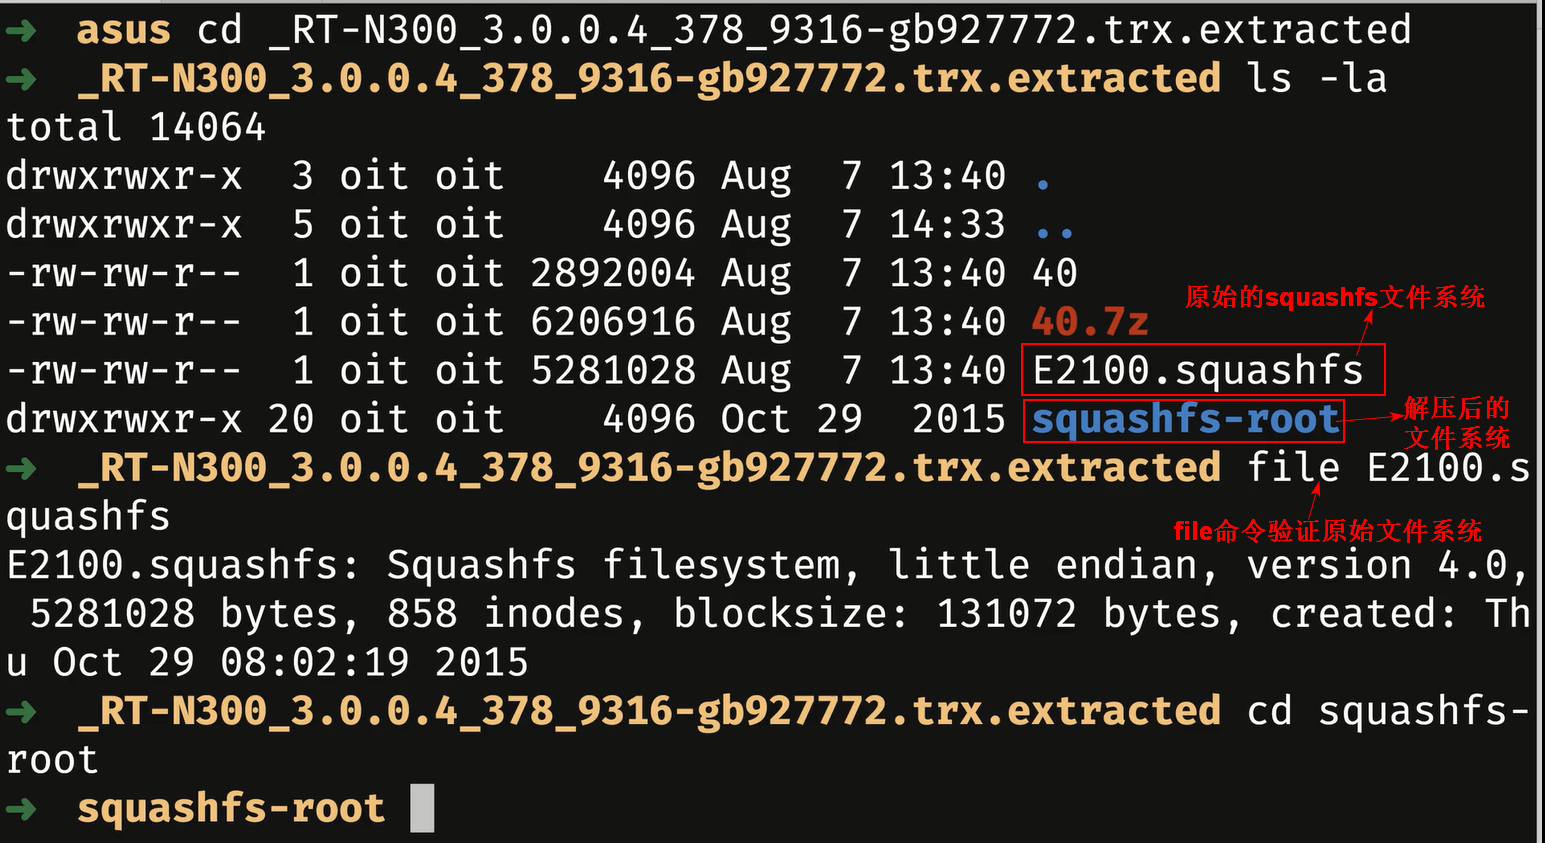 ➜  asus cd _RT-N300_3.0.0.4_378_9316-gb927772.trx.extracted
➜  _RT-N300_3.0.0.4_378_9316-gb927772.trx.extracted ls -la
total 14064
drwxrwxr-x  3 oit oit    4096 Aug  7 13:40 .
drwxrwxr-x  5 oit oit    4096 Aug  7 14:33 ..
-rw-rw-r--  1 oit oit 2892004 Aug  7 13:40 40
原始的squashfs文件系统
-rw-rw-r--  1 oit oit 6206916 Aug  7 13:40 40.7z
-rw-rw-r--  1 oit oit 5281028 Aug  7 13:40 E2100.squashfs
drwxrwxr-x 20 oit oit    4096 Oct 29  2015 squashfs-root
解压后的
文件系统
➜  _RT-N300_3.0.0.4_378_9316-gb927772.trx.extracted file E2100.s
quashfs
file命令验证原始文件系统
E2100.squashfs: Squashfs filesystem, little endian, version 4.0,
 5281028 bytes, 858 inodes, blocksize: 131072 bytes, created: Th
u Oct 29 08:02:19 2015
➜  _RT-N300_3.0.0.4_378_9316-gb927772.trx.extracted cd squashfs-
root
➜  squashfs-root